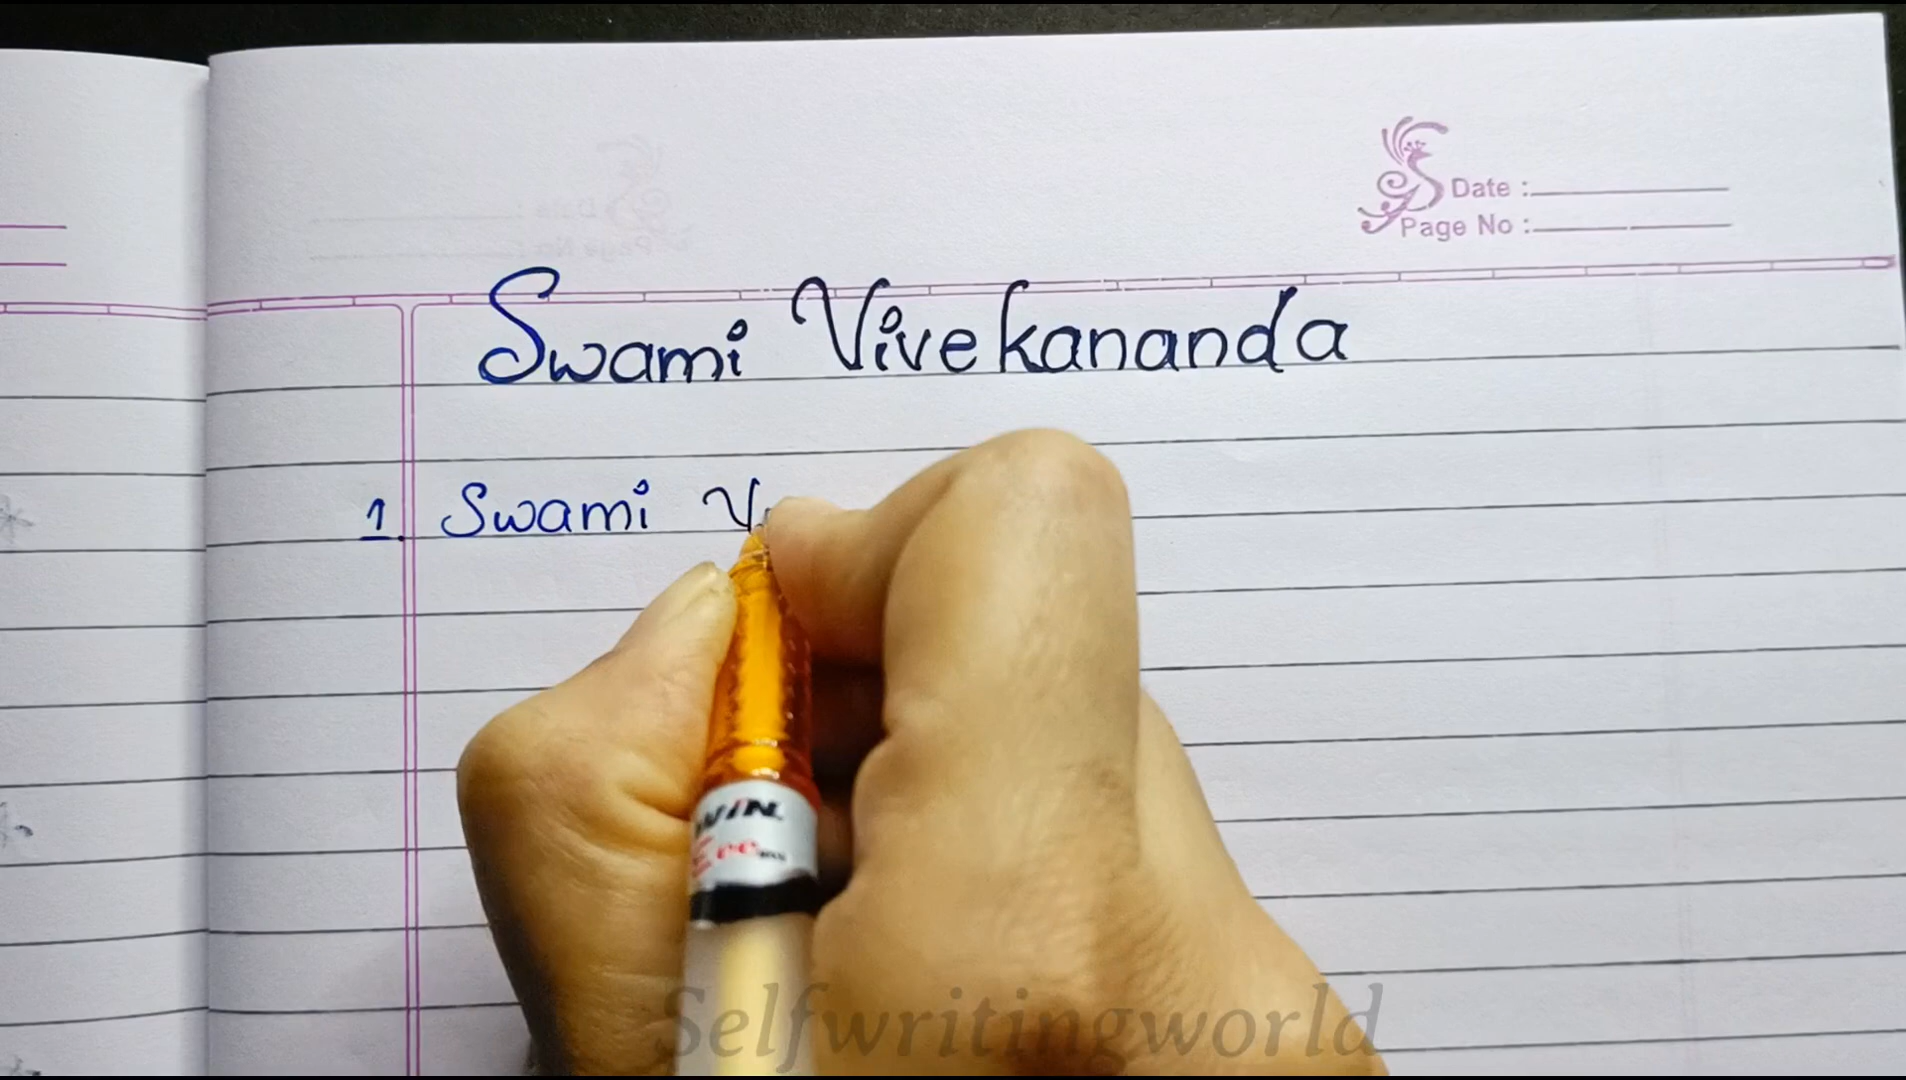 Date :
Page No :
Swami Vivekananda
1. Swami V
WIN
Selfwritingworld